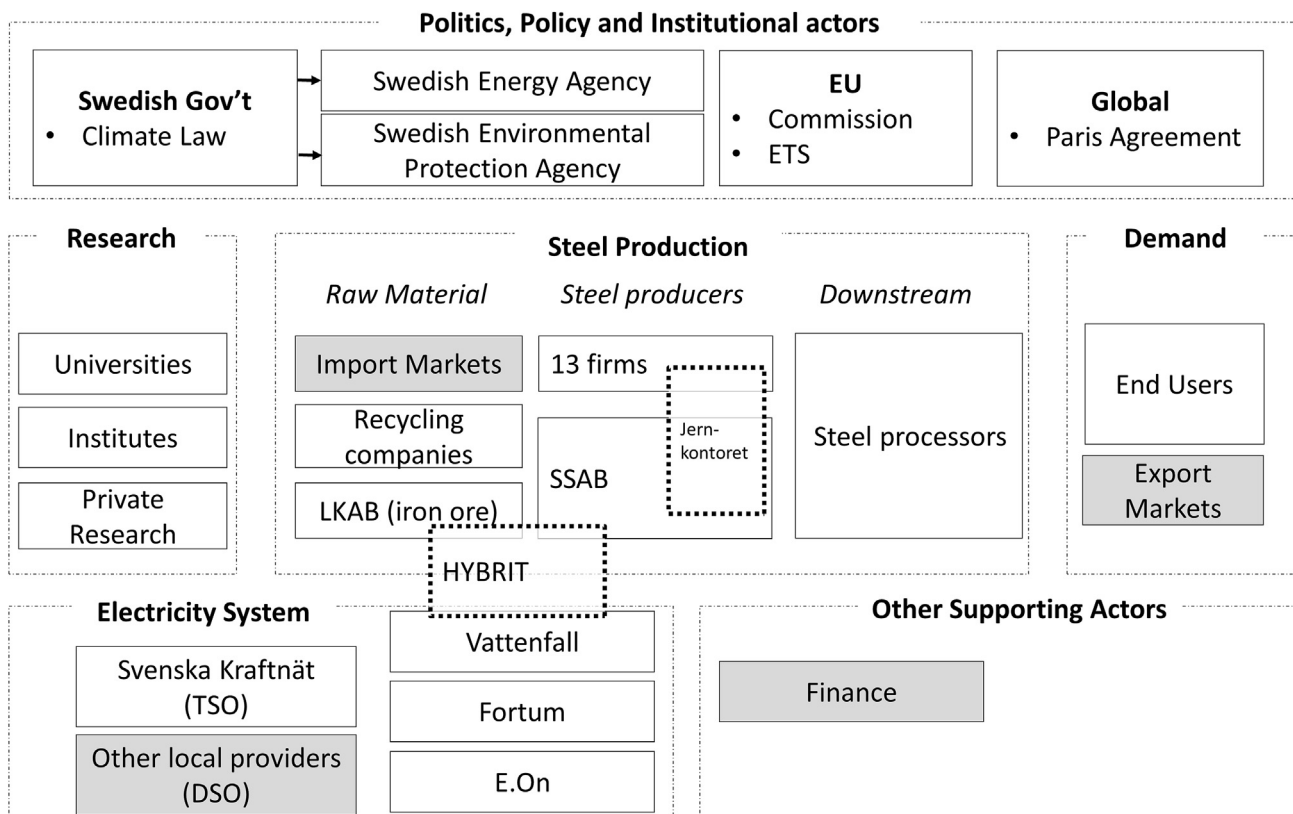 Politics, Policy and Institutional actors
Swedish Gov't
• Climate Law
Swedish Energy Agency
Swedish Environmental
Protection Agency
EU
• Commission
• ETS
Global
• Paris Agreement
Research
Universities
Institutes
Private
Research
Steel Production
Raw Material
Steel producers
Downstream
Import Markets
Recycling
companies
LKAB (iron ore)
13 firms
SSAB
Jern-
kontoret
Steel processors
HYBRIT
Demand
End Users
Export
Markets
Electricity System
Svenska Kraftnät
(TSO)
Other local providers
(DSO)
Vattenfall
Fortum
E.On
Other Supporting Actors
Finance